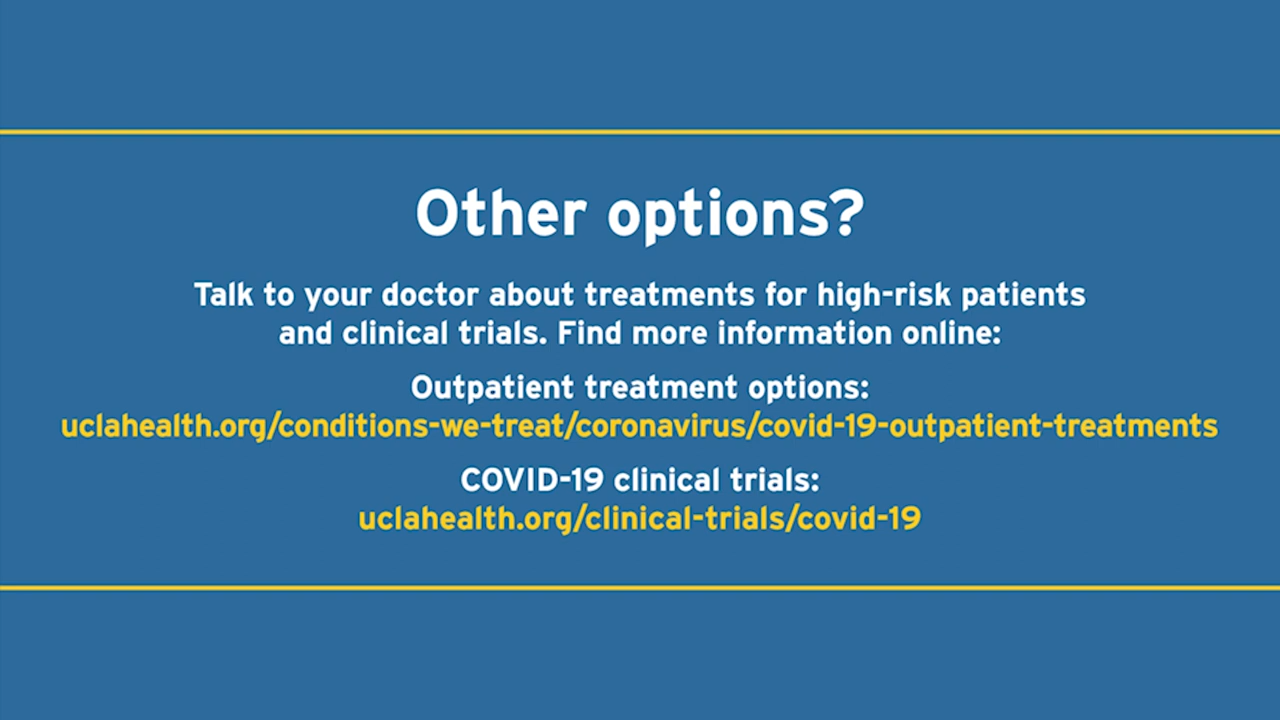 Other options?
Talk to your doctor about treatments for high-risk patients
and clinical trials. Find more information online:
Outpatient treatment options:
uclahealth.org/conditions-we-treat/coronavirus/covid-19-outpatient-treatments
COVID-19 clinical trials:
uclahealth.org/clinical-trials/covid-19